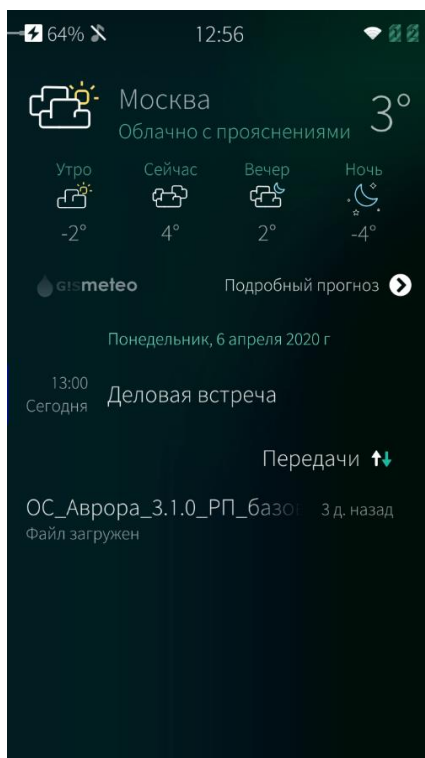 64% 12:56
Москва 3°
Облачно с прояснениями
Утро Сейчас Вечер Ночь
-2° 4° 2° -4°
GISmeteo Подробный прогноз
Понедельник, 6 апреля 2020 г
13:00
Сегодня Деловая встреча
Передачи
ОС_Аврора_3.1.0_РП_базо 3 д. назад
Файл загружен